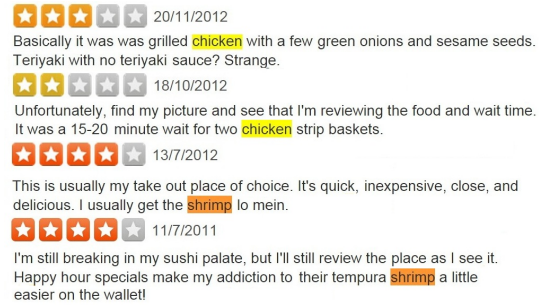 20/11/2012
Basically it was was grilled chicken with a few green onions and sesame seeds.
Teriyaki with no teriyaki sauce? Strange.
18/10/2012
Unfortunately, find my picture and see that I'm reviewing the food and wait time.
It was a 15-20 minute wait for two chicken strip baskets.
13/7/2012
This is usually my take out place of choice. It's quick, inexpensive, close, and
delicious. I usually get the shrimp lo mein.
11/7/2011
I'm still breaking in my sushi palate, but I'll still review the place as I see it.
Happy hour specials make my addiction to their tempura shrimp a little
easier on the wallet!